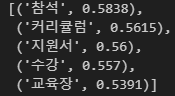 [('참석', 0.5838),
('커리큘럼', 0.5615),
('지원서', 0.56),
('수강', 0.557),
('교육장', 0.5391)]